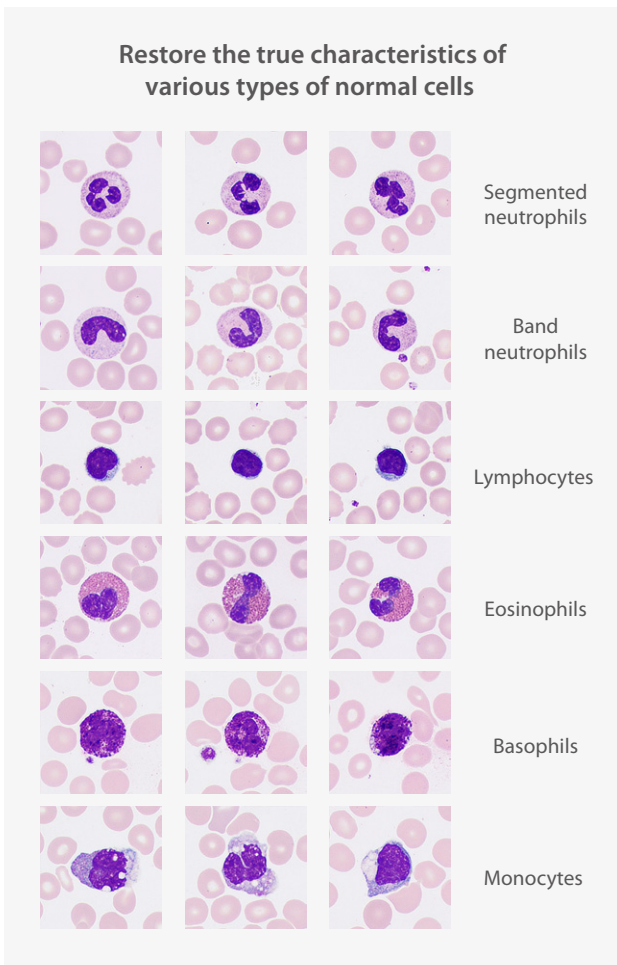 Restore the true characteristics of
various types of normal cells
Segmented
neutrophils
Band
neutrophils
Lymphocytes
Eosinophils
Basophils
Monocytes